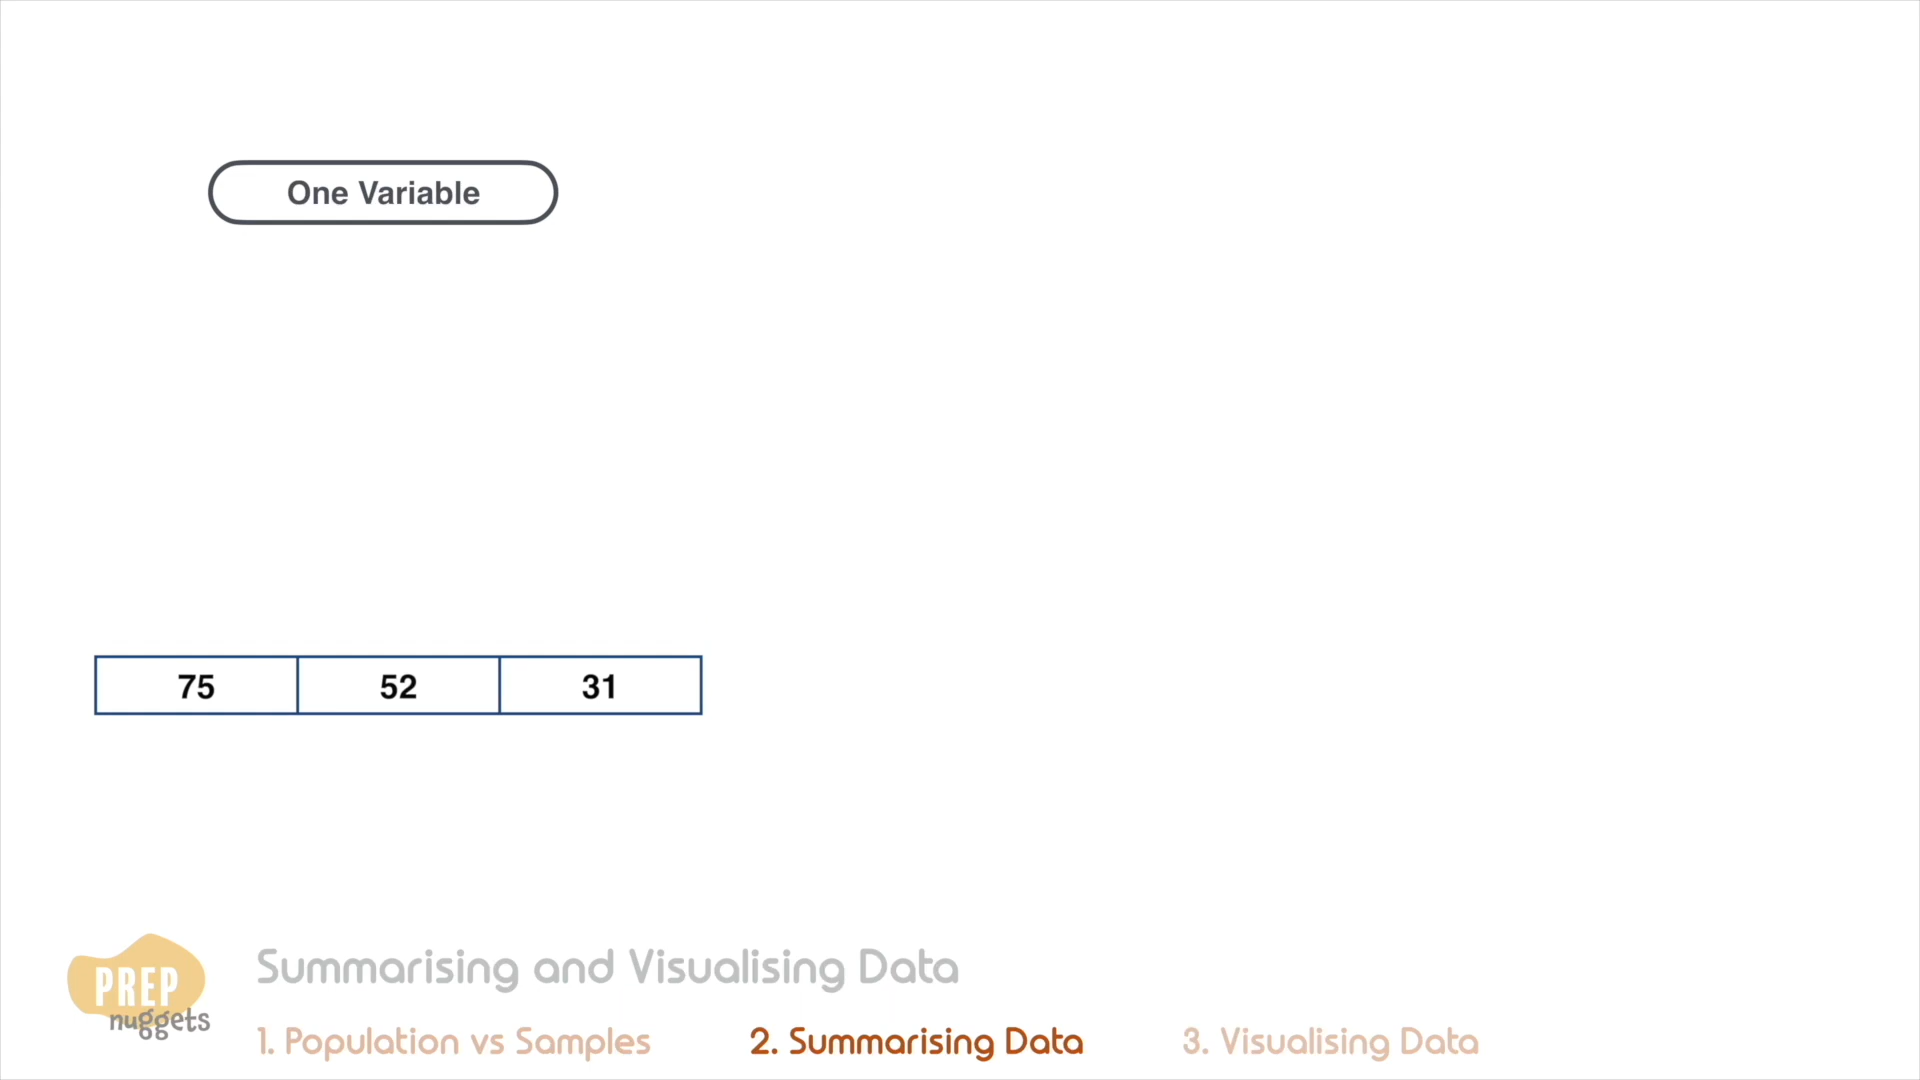 One Variable
75 52 31
PREP
nuggets
Summarising and Visualising Data
1. Population vs Samples 2. Summarising Data 3. Visualising Data